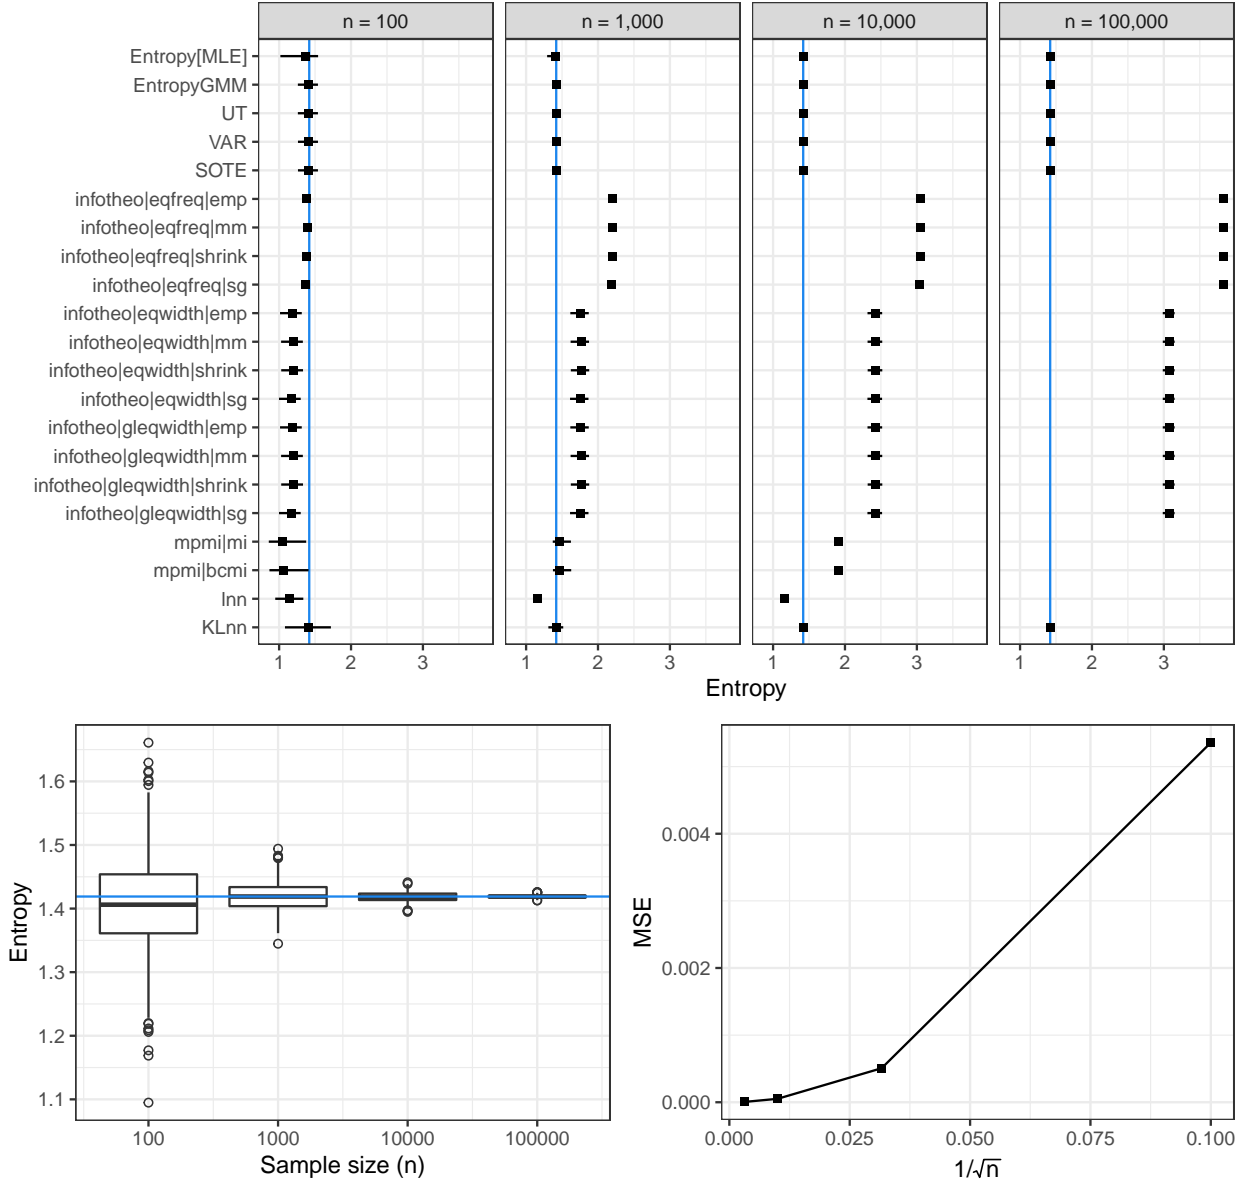 n = 100
n = 1,000
n = 10,000
n = 100,000
Entropy[MLE]
EntropyGMM
UT
VAR
SOTE
infotheo|eqfreq|emp
infotheo|eqfreq|mm
infotheo|eqfreq|shrink
infotheo|eqfreq|sg
infotheo|eqwidth|emp
infotheo|eqwidth|mm
infotheo|eqwidth|shrink
infotheo|eqwidth|sg
infotheo|gleqwidth|emp
infotheo|gleqwidth|mm
infotheo|gleqwidth|shrink
infotheo|gleqwidth|sg
mpmi|mi
mpmi|bcmi
lnn
KLnn
1 2 3 1 2 3 1 2 3 1 2 3
Entropy
Entropy
1.6
1.5
1.4
1.3
1.2
1.1
100 1000 10000 100000
Sample size (n)
MSE
0.004
0.002
0.000
0.000 0.025 0.050 0.075 0.100
1/√n